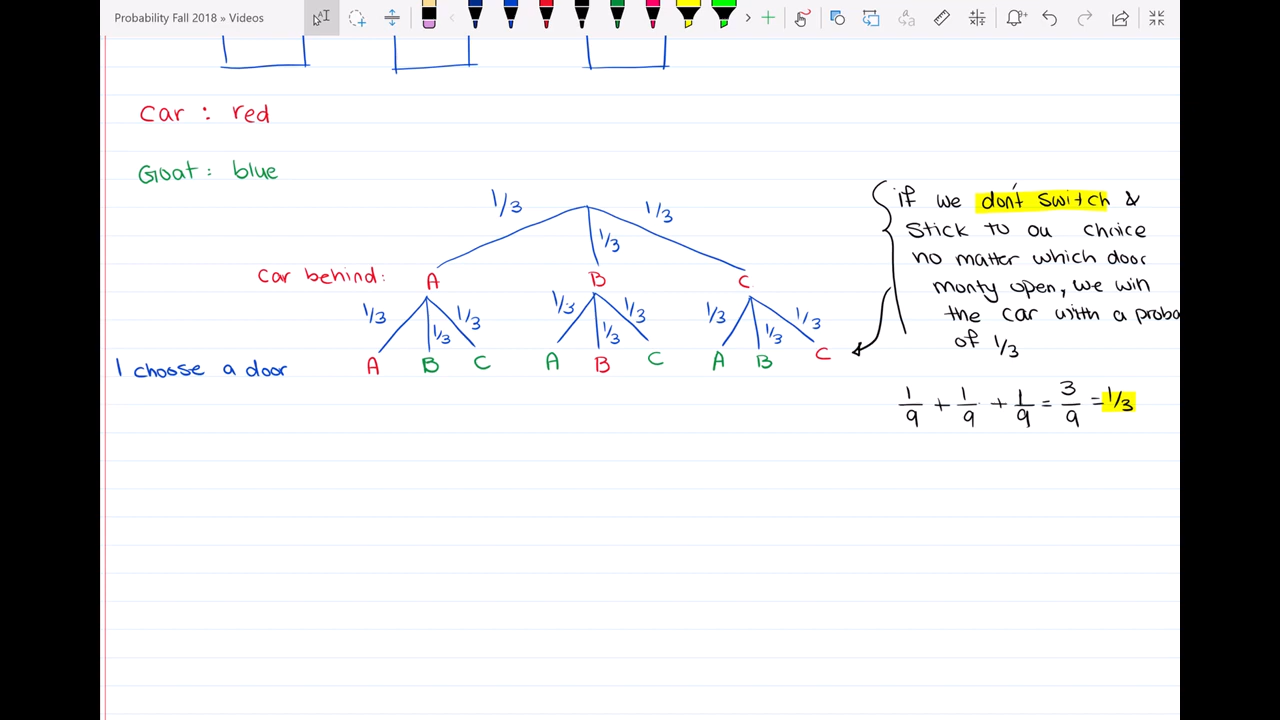 Probability Fall 2018 » Videos
Car : red
Goat : blue
1/3 1/3 1/3
Car behind: A B C
1/3 1/3 1/3 1/3 1/3 1/3 1/3 1/3 1/3
I choose a door A B C A B C A B C
if we don't switch &
stick to ou choice
no matter which door
monty open, we win
the car with a proba
of 1/3
1/9 + 1/9 + 1/9 = 3/9 = 1/3